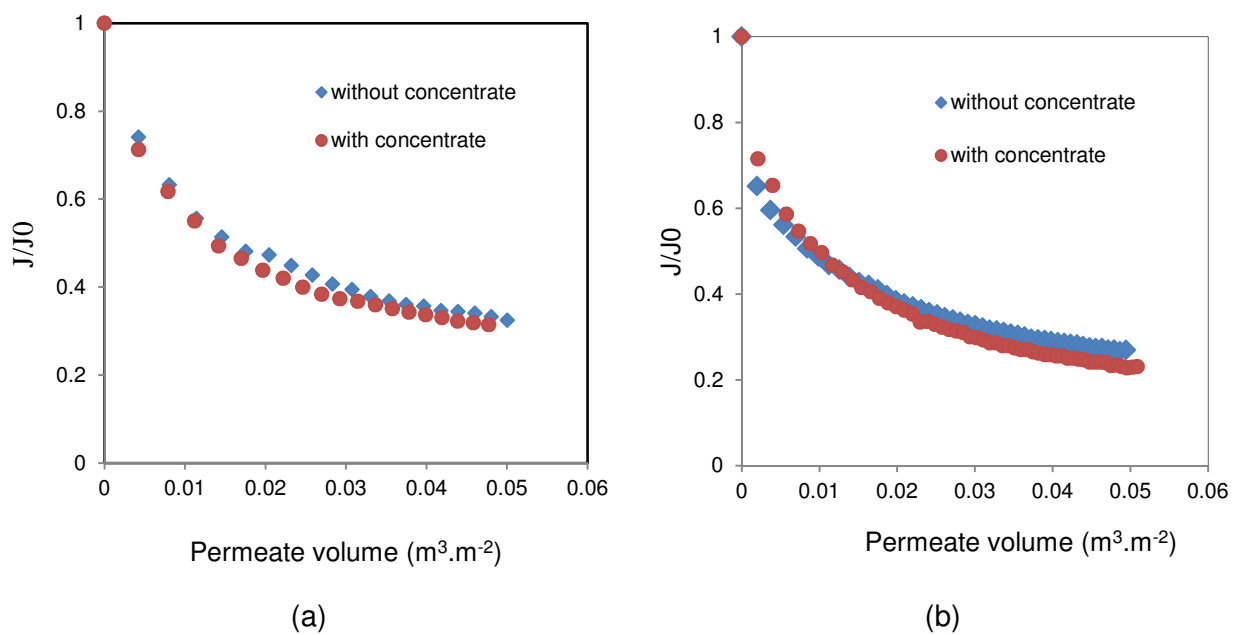 1
0.8
0.6
0.4
0.2
0
J/J0
without concentrate
with concentrate
0 0.01 0.02 0.03 0.04 0.05 0.06
Permeate volume (m³.m⁻²)
(a)
1
0.8
0.6
0.4
0.2
0
J/J0
without concentrate
with concentrate
0 0.01 0.02 0.03 0.04 0.05 0.06
Permeate volume (m³.m⁻²)
(b)